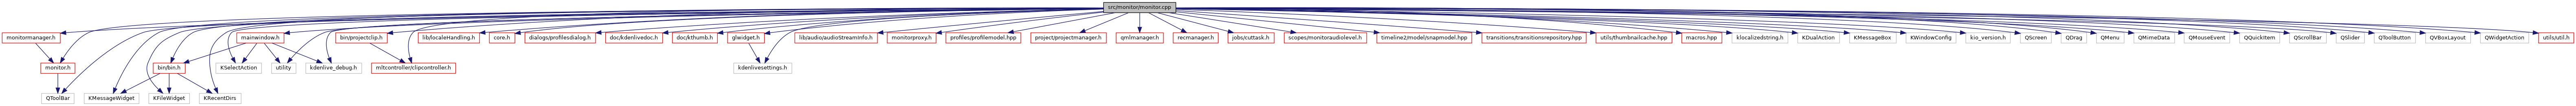 src/monitor/monitor.cpp
monitormanager.h
mainwindow.h
bin/projectclip.h
lib/localeHandling.h
core.h
dialogs/profilesdialog.h
doc/kdenlivedoc.h
doc/kthumb.h
glwidget.h
lib/audio/audioStreamInfo.h
monitorproxy.h
profiles/profilemodel.hpp
project/projectmanager.h
qmlmanager.h
recmanager.h
jobs/cuttask.h
scopes/monitoraudiolevel.h
timeline2/model/snapmodel.hpp
transitions/transitionsrepository.hpp
utils/thumbnailcache.hpp
macros.hpp
klocalizedstring.h
KDualAction
KMessageBox
KWindowConfig
kio_version.h
QScreen
QDrag
QMenu
QMimeData
QMouseEvent
QQuickItem
QScrollBar
QSlider
QToolButton
QVBoxLayout
QWidgetAction
utils/util.h
monitor.h
bin/bin.h
KSelectAction
utility
kdenlive_debug.h
mltcontroller/clipcontroller.h
kdenlivesettings.h
QToolBar
KMessageWidget
KFileWidget
KRecentDirs